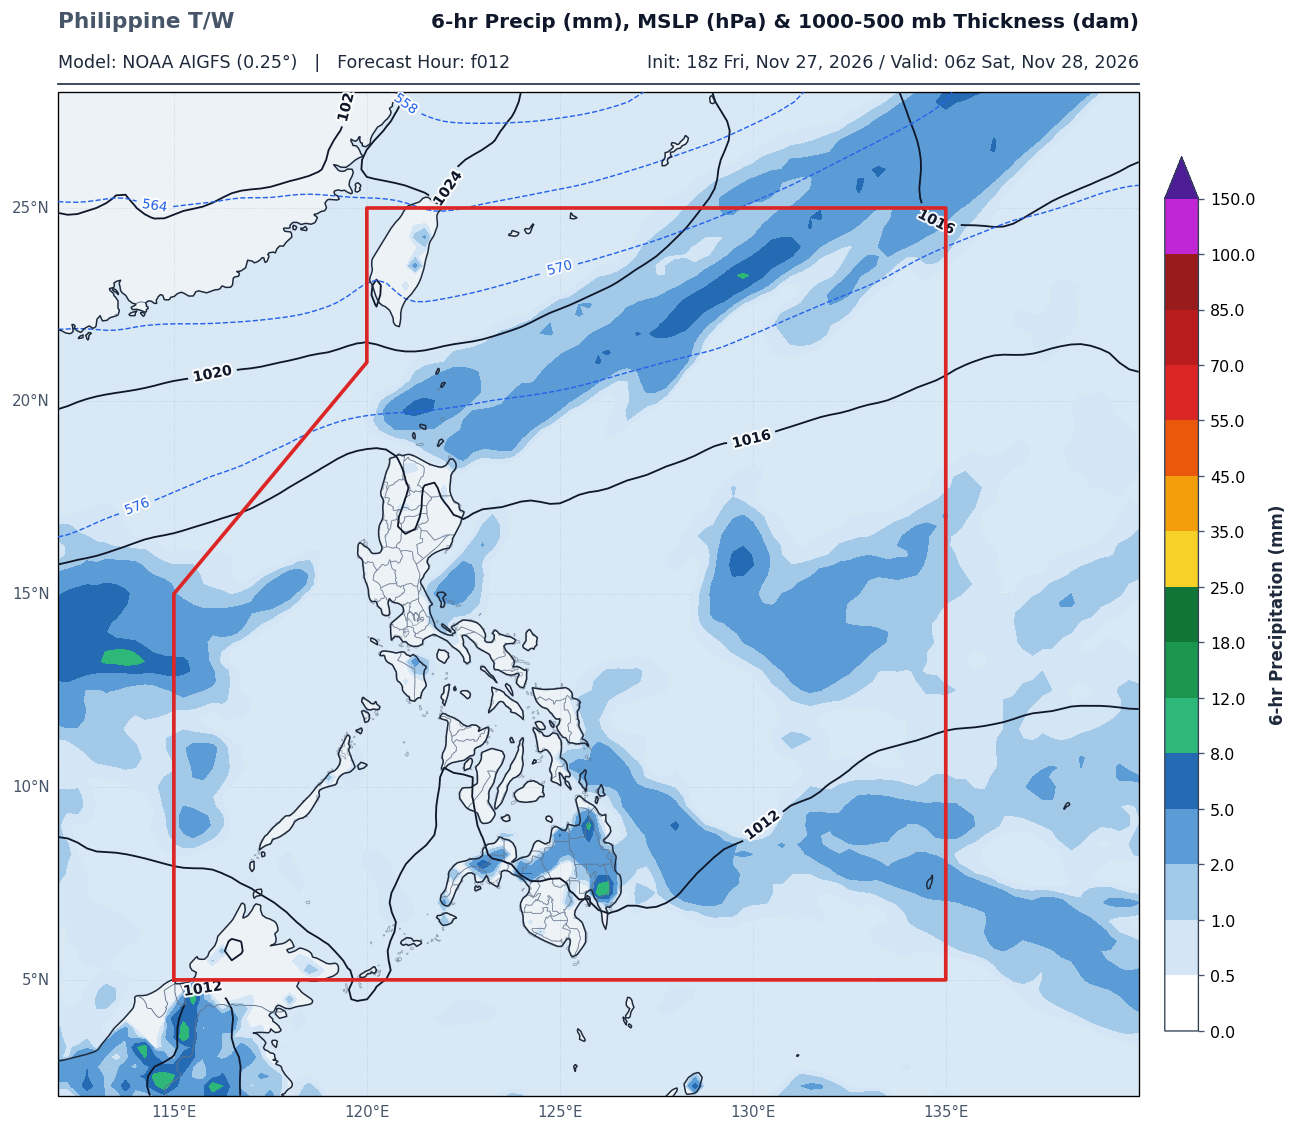 Philippine T/W
6-hr Precip (mm), MSLP (hPa) & 1000-500 mb Thickness (dam)
Model: NOAA AIGFS (0.25°) | Forecast Hour: f012
Init: 18z Fri, Nov 27, 2026 / Valid: 06z Sat, Nov 28, 2026
102
558
1024
564
1016
570
1020
1016
576
1012
1012
25°N
20°N
15°N
10°N
5°N
115°E
120°E
125°E
130°E
135°E
150.0
100.0
85.0
70.0
55.0
45.0
35.0
25.0
18.0
12.0
8.0
5.0
2.0
1.0
0.5
0.0
6-hr Precipitation (mm)